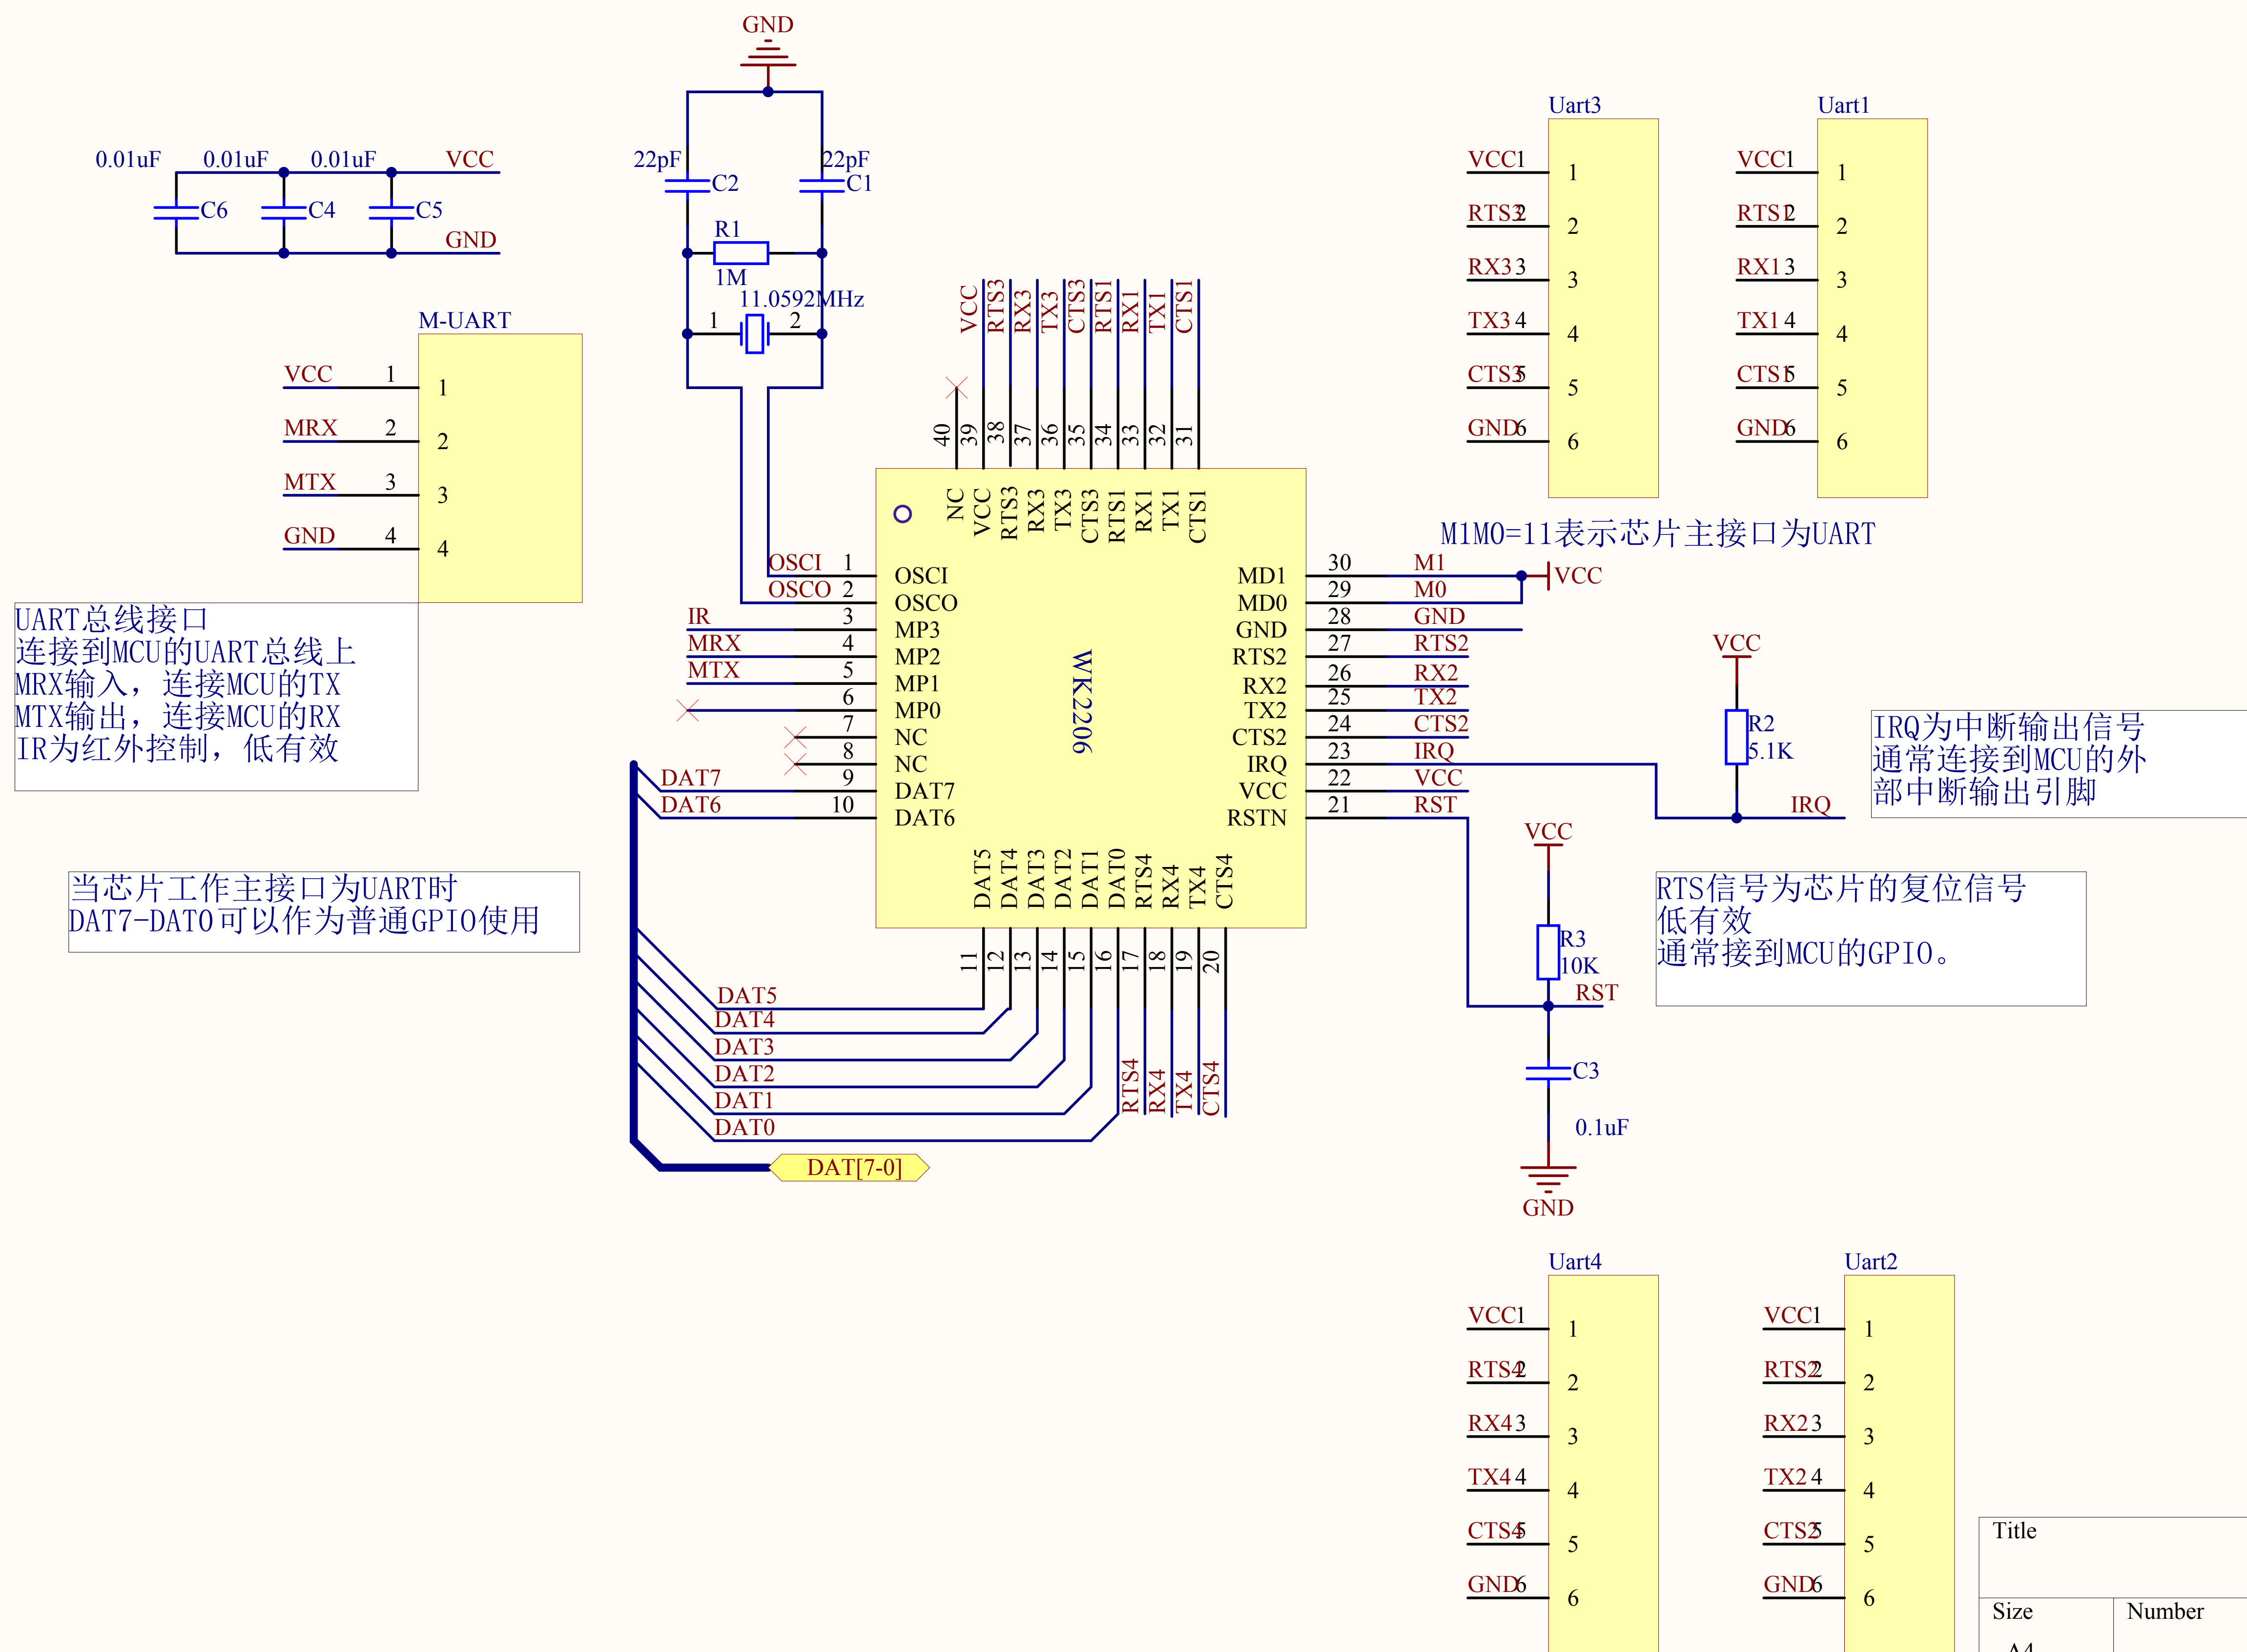 GND
22pF
22pF
C2
C1
R1
1M
11.0592MHz
1
2
0.01uF
0.01uF
0.01uF
VCC
C6
C4
C5
GND
M-UART
VCC 1 1
MRX 2 2
MTX 3 3
GND 4 4
UART总线接口
连接到MCU的UART总线上
MRX输入,连接MCU的TX
MTX输出,连接MCU的RX
IR为红外控制,低有效
当芯片工作主接口为UART时
DAT7-DAT0可以作为普通GPIO使用
VCC RTS3 RX3 TX3 CTS3 RTS1 RX1 TX1 CTS1
40 39 38 37 36 35 34 33 32 31
NC VCC RTS3 RX3 TX3 CTS3 RTS1 RX1 TX1 CTS1
OSCI 1 OSCI
OSCO 2 OSCO
IR 3 MP3
MRX 4 MP2
MTX 5 MP1
6 MP0
7 NC
8 NC
DAT7 9 DAT7
DAT6 10 DAT6
WK2206
MD1 30 M1
MD0 29 M0
GND 28 GND
RTS2 27 RTS2
RX2 26 RX2
TX2 25 TX2
CTS2 24 CTS2
IRQ 23 IRQ
VCC 22 VCC
RSTN 21 RST
VCC
DAT5 DAT4 DAT3 DAT2 DAT1 DAT0 RTS4 RX4 TX4 CTS4
11 12 13 14 15 16 17 18 19 20
DAT5
DAT4
DAT3
DAT2
DAT1
DAT0
RTS4 RX4 TX4 CTS4
DAT[7-0]
Uart3
VCC 1 1
RTS3 2 2
RX3 3 3
TX3 4 4
CTS3 5 5
GND 6 6
Uart1
VCC 1 1
RTS1 2 2
RX1 3 3
TX1 4 4
CTS1 5 5
GND 6 6
M1M0=11表示芯片主接口为UART
VCC
R2
5.1K
IRQ
IRQ为中断输出信号
通常连接到MCU的外
部中断输出引脚
VCC
R3
10K
RST
C3
0.1uF
GND
RTS信号为芯片的复位信号
低有效
通常接到MCU的GPIO。
Uart4
VCC 1 1
RTS4 2 2
RX4 3 3
TX4 4 4
CTS4 5 5
GND 6 6
Uart2
VCC 1 1
RTS2 2 2
RX2 3 3
TX2 4 4
CTS2 5 5
GND 6 6
Title
Size
Number
A4